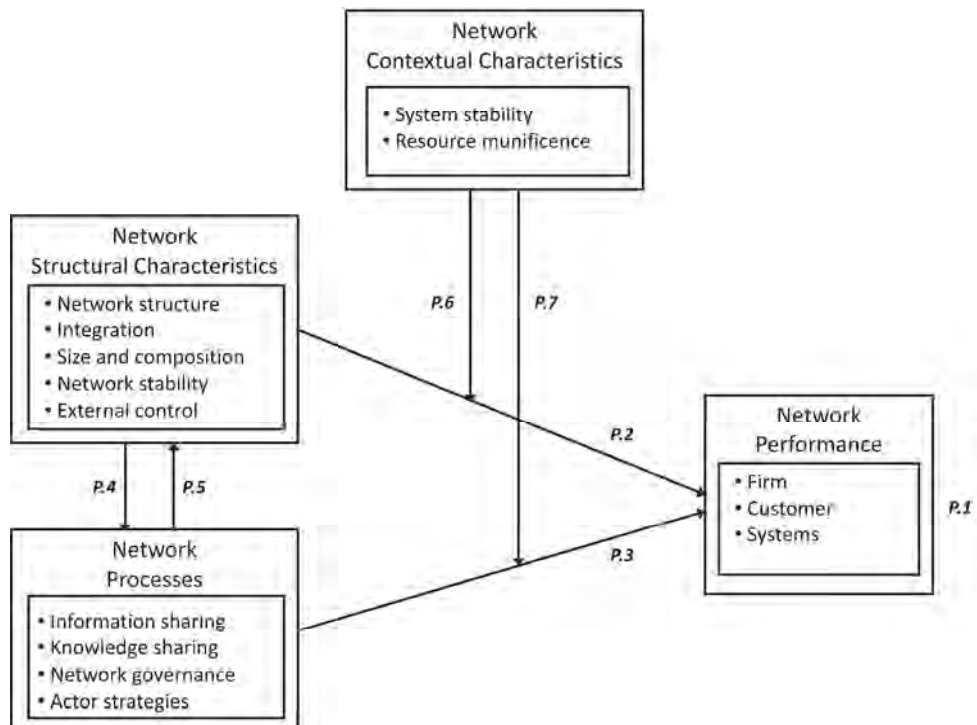 Network
Contextual Characteristics
• System stability
• Resource munificence
Network
Structural Characteristics
• Network structure
• Integration
• Size and composition
• Network stability
• External control
P.6
P.7
P.2
Network
Performance
• Firm
• Customer
• Systems
P.1
P.4
P.5
P.3
Network
Processes
• Information sharing
• Knowledge sharing
• Network governance
• Actor strategies